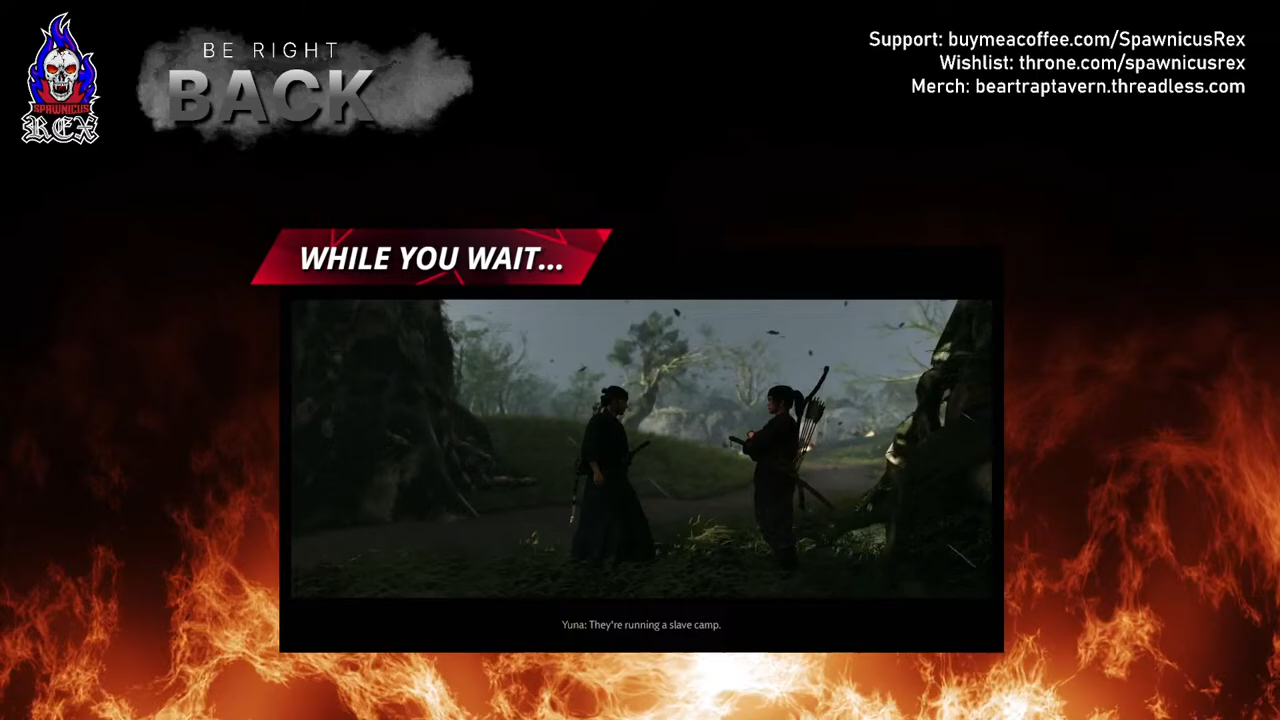 SPAWNICUS
REX
BE RIGHT
BACK
Support: buymeacoffee.com/SpawnicusRex
Wishlist: throne.com/spawnicusrex
Merch: beartraptavern.threadless.com
WHILE YOU WAIT...
Yuna: They're running a slave camp.